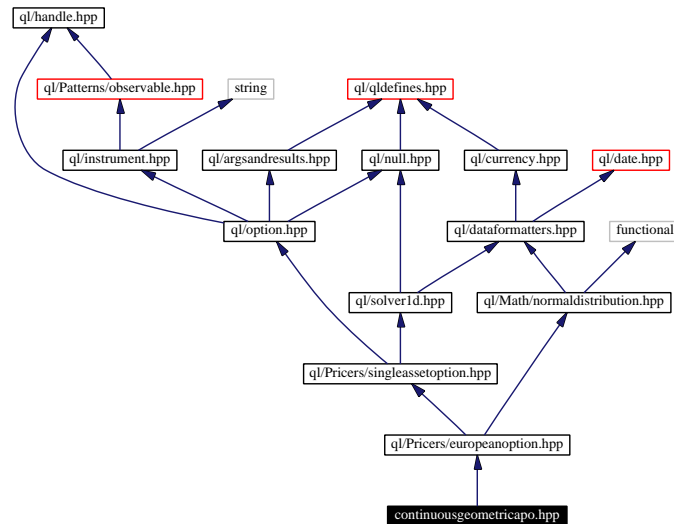 ql/handle.hpp
ql/Patterns/observable.hpp
string
ql/qldefines.hpp
ql/instrument.hpp
ql/argsandresults.hpp
ql/null.hpp
ql/currency.hpp
ql/date.hpp
ql/option.hpp
ql/dataformatters.hpp
functional
ql/solver1d.hpp
ql/Math/normaldistribution.hpp
ql/Pricers/singleassetoption.hpp
ql/Pricers/europeanoption.hpp
continuousgeometricapo.hpp